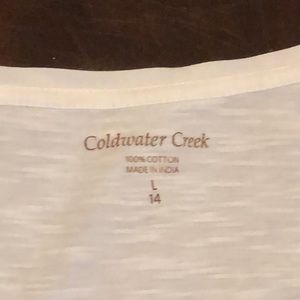 Coldwater Creek
100% COTTON
MADE IN INDIA
L
14